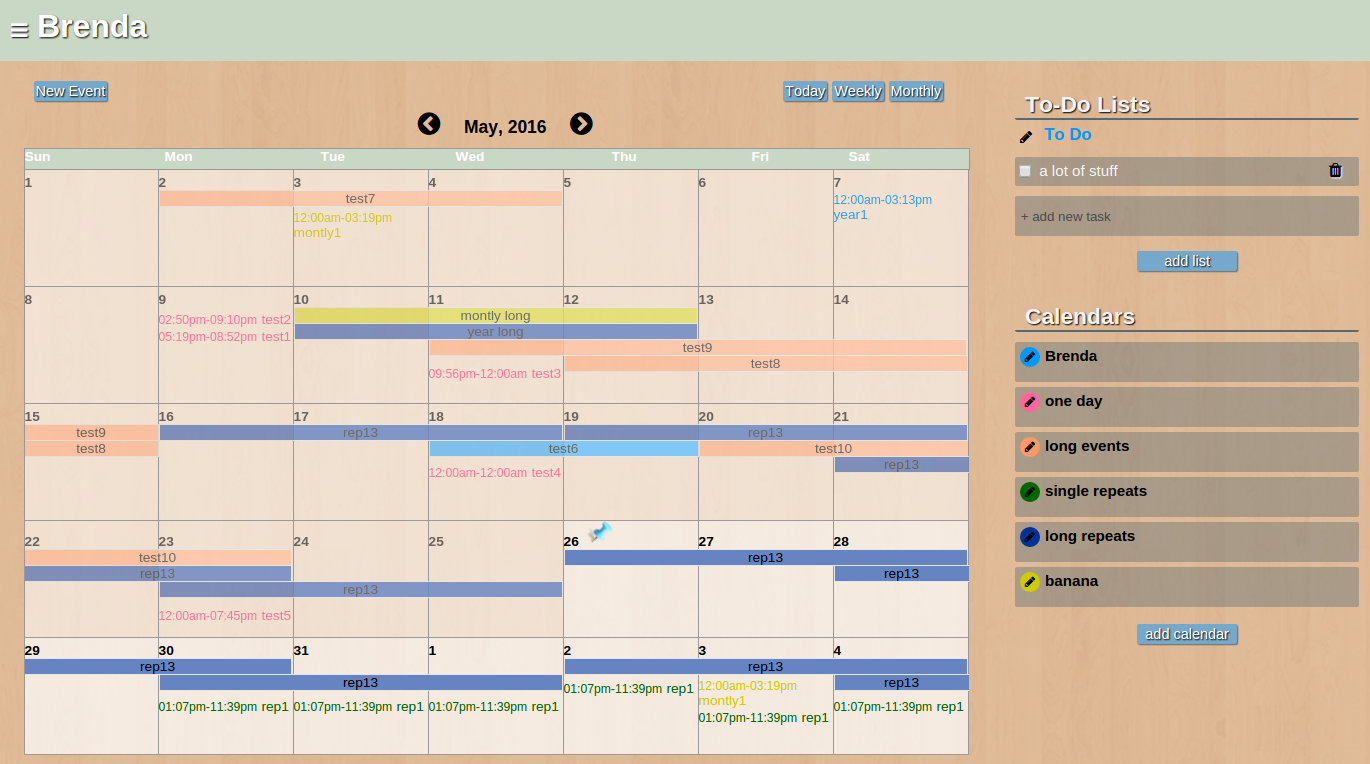 Brenda
New Event
Today Weekly Monthly
May, 2016
Sun Mon Tue Wed Thu Fri Sat
1 2 3 4 5 6 7
test7
12:00am-03:19pm
montly1
12:00am-03:13pm
year1
8 9 10 11 12 13 14
02:50pm-09:10pm test2
05:19pm-08:52pm test1
montly long
year long
test9
test8
09:56pm-12:00am test3
15 16 17 18 19 20 21
test9 rep13 rep13
test8 test6 test10
rep13
12:00am-12:00am test4
22 23 24 25 26 27 28
test10 rep13
rep13 rep13
rep13
12:00am-07:45pm test5
29 30 31 1 2 3 4
rep13 rep13
rep13 rep13
01:07pm-11:39pm rep1 01:07pm-11:39pm rep1 01:07pm-11:39pm rep1
01:07pm-11:39pm rep1
12:00am-03:19pm
montly1
01:07pm-11:39pm rep1
01:07pm-11:39pm rep1
To-Do Lists
To Do
a lot of stuff
+ add new task
add list
Calendars
Brenda
one day
long events
single repeats
long repeats
banana
add calendar